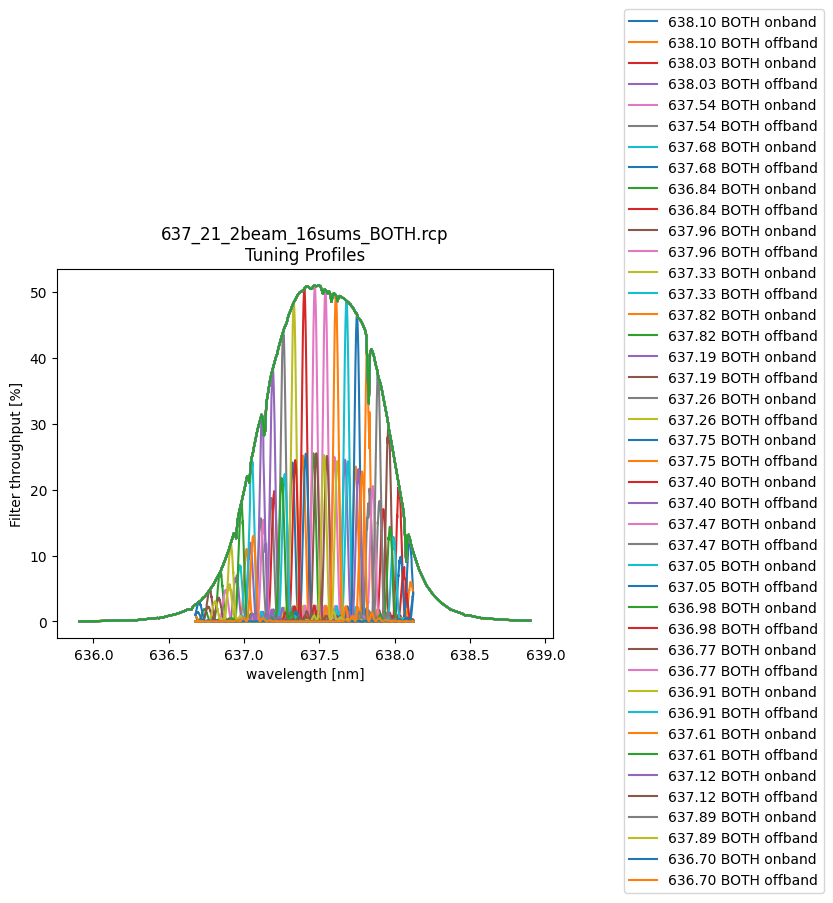 637_21_2beam_16sums_BOTH.rcp
Tuning Profiles
Filter throughput [%]
50
40
30
20
10
0
636.0 636.5 637.0 637.5 638.0 638.5 639.0
wavelength [nm]
638.10 BOTH onband
638.10 BOTH offband
638.03 BOTH onband
638.03 BOTH offband
637.54 BOTH onband
637.54 BOTH offband
637.68 BOTH onband
637.68 BOTH offband
636.84 BOTH onband
636.84 BOTH offband
637.96 BOTH onband
637.96 BOTH offband
637.33 BOTH onband
637.33 BOTH offband
637.82 BOTH onband
637.82 BOTH offband
637.19 BOTH onband
637.19 BOTH offband
637.26 BOTH onband
637.26 BOTH offband
637.75 BOTH onband
637.75 BOTH offband
637.40 BOTH onband
637.40 BOTH offband
637.47 BOTH onband
637.47 BOTH offband
637.05 BOTH onband
637.05 BOTH offband
636.98 BOTH onband
636.98 BOTH offband
636.77 BOTH onband
636.77 BOTH offband
636.91 BOTH onband
636.91 BOTH offband
637.61 BOTH onband
637.61 BOTH offband
637.12 BOTH onband
637.12 BOTH offband
637.89 BOTH onband
637.89 BOTH offband
636.70 BOTH onband
636.70 BOTH offband